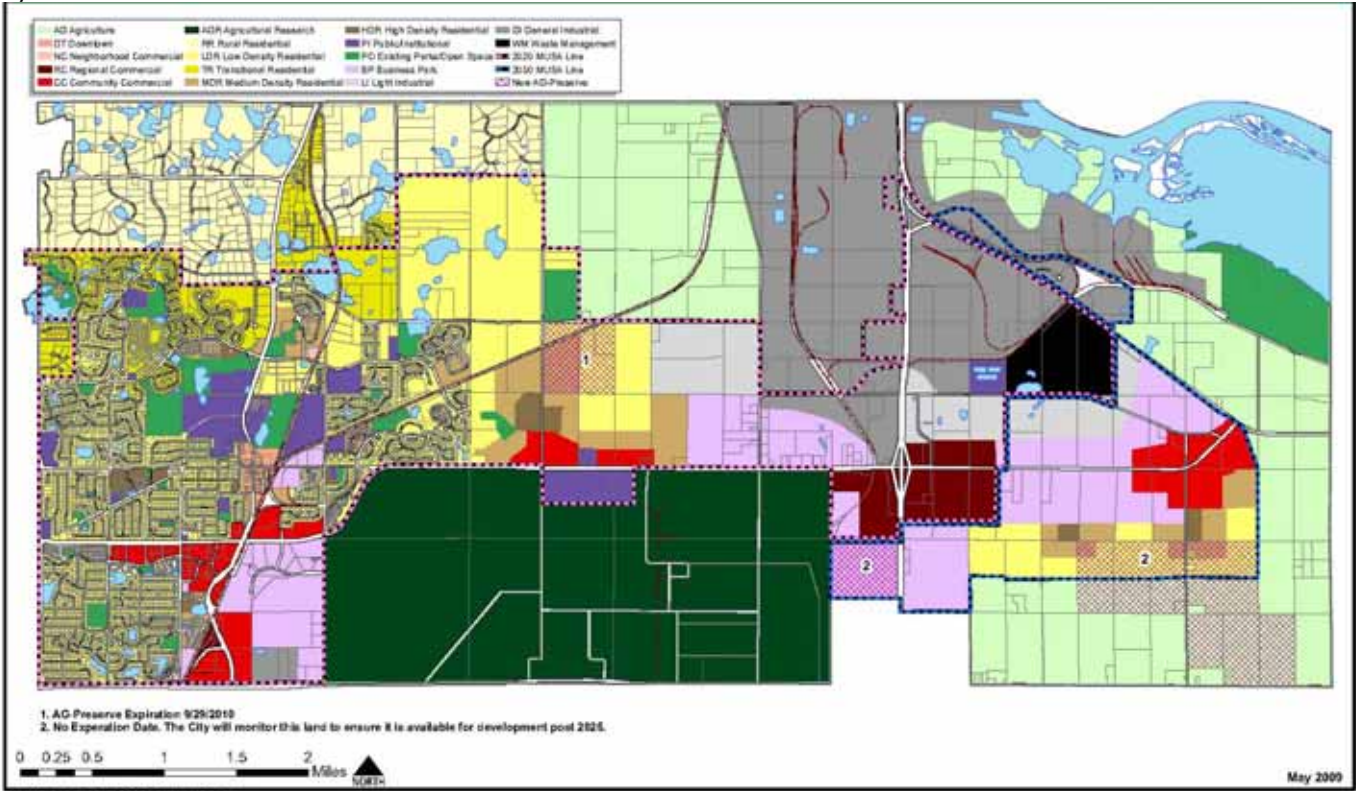 AG Agriculture
AGR Agricultural Research
HDR High Density Residential
GI General Industrial
DT Downtown
RR Rural Residential
PI Public/Institutional
WM Waste Management
NC Neighborhood Commercial
LDR Low Density Residential
PO Existing Parks/Open Space
2020 MUSA Line
RC Regional Commercial
TR Transitional Residential
BP Business Park
2030 MUSA Line
CC Community Commercial
MDR Medium Density Residential
LI Light Industrial
New AG-Preserve
1
2
2
1. AG-Preserve Expiration 9/29/2010
2. No Experation Date. The City will monitor this land to ensure it is available for development post 2025.
0 0.25 0.5 1 1.5 2
Miles
NORTH
May 2009